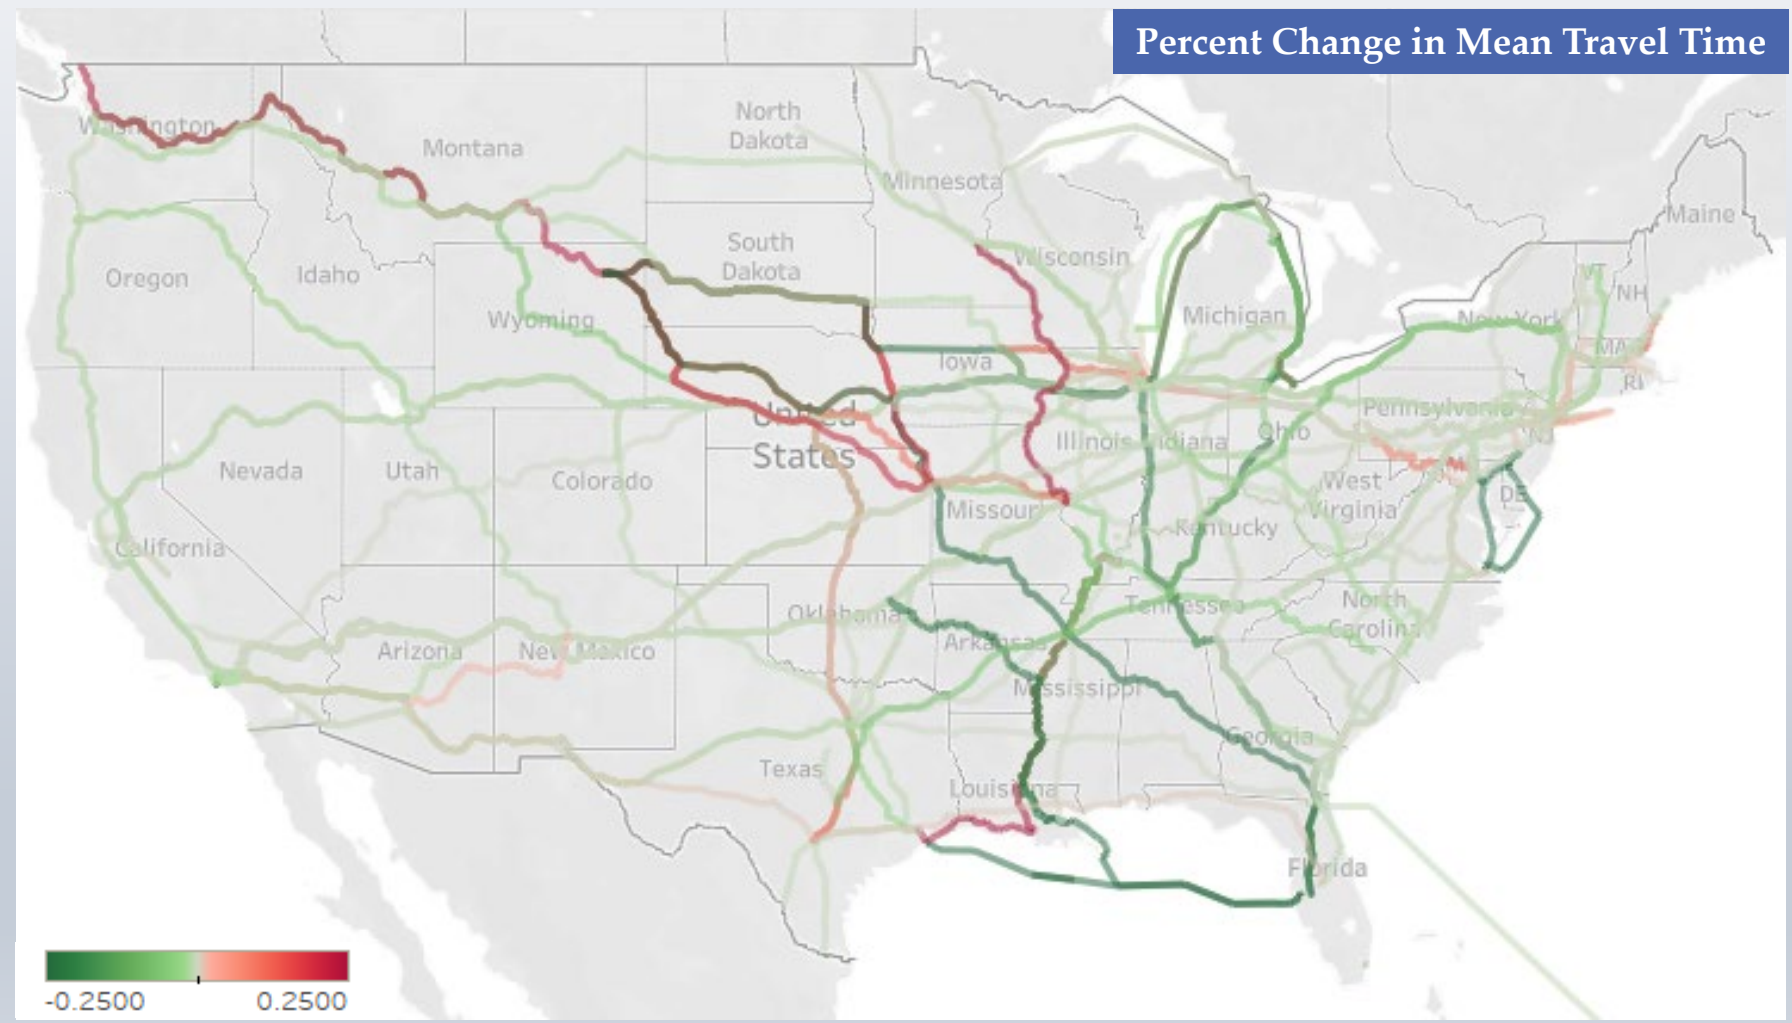 Percent Change in Mean Travel Time
Washington
Montana
North
Dakota
Minnesota
Maine
Oregon
Idaho
South
Dakota
Wisconsin
VT
NH
Wyoming
Michigan
New York
Iowa
MA
RI
United
States
Pennsylvania
Nevada
Utah
Colorado
Illinois
Indiana
Ohio
NJ
West
Virginia
DE
Missouri
Kentucky
California
Oklahoma
Tennessee
North
Carolina
Arizona
New Mexico
Arkansas
Mississippi
Georgia
Texas
Louisiana
Florida
-0.2500
0.2500